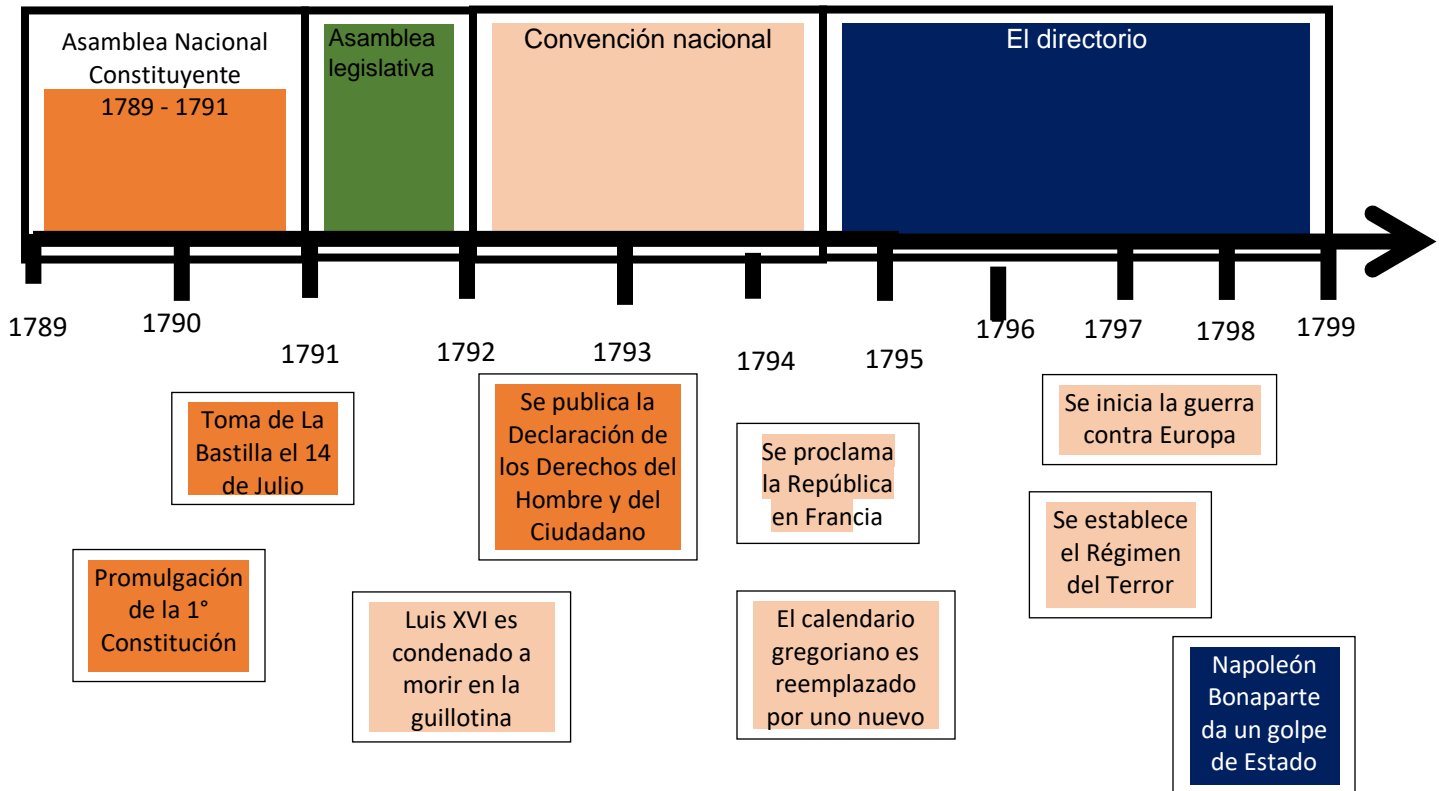 Asamblea Nacional
Constituyente
1789 - 1791
Asamblea
legislativa
Convención nacional
El directorio
1789
1790
1791
1792
1793
1794
1795
1796
1797
1798
1799
Toma de La
Bastilla el 14
de Julio
Se publica la
Declaración de
los Derechos del
Hombre y del
Ciudadano
Se proclama
la República
en Francia
Se inicia la guerra
contra Europa
Se establece
el Régimen
del Terror
Promulgación
de la 1°
Constitución
Luis XVI es
condenado a
morir en la
guillotina
El calendario
gregoriano es
reemplazado
por uno nuevo
Napoleón
Bonaparte
da un golpe
de Estado